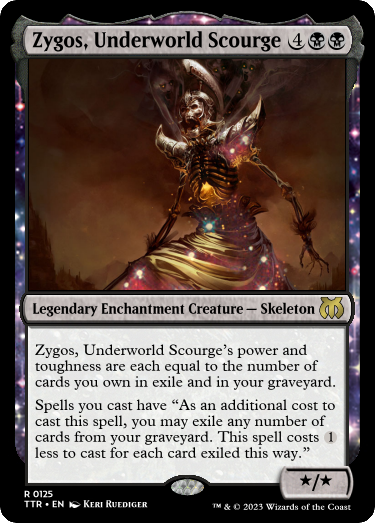 Zygos, Underworld Scourge 4
Legendary Enchantment Creature — Skeleton
Zygos, Underworld Scourge's power and
toughness are each equal to the number of
cards you own in exile and in your graveyard.
Spells you cast have “As an additional cost to
cast this spell, you may exile any number of
cards from your graveyard. This spell costs 1
less to cast for each card exiled this way.”
*/*
R 0125
TTR • EN Keri Ruediger
™ & © 2023 Wizards of the Coast